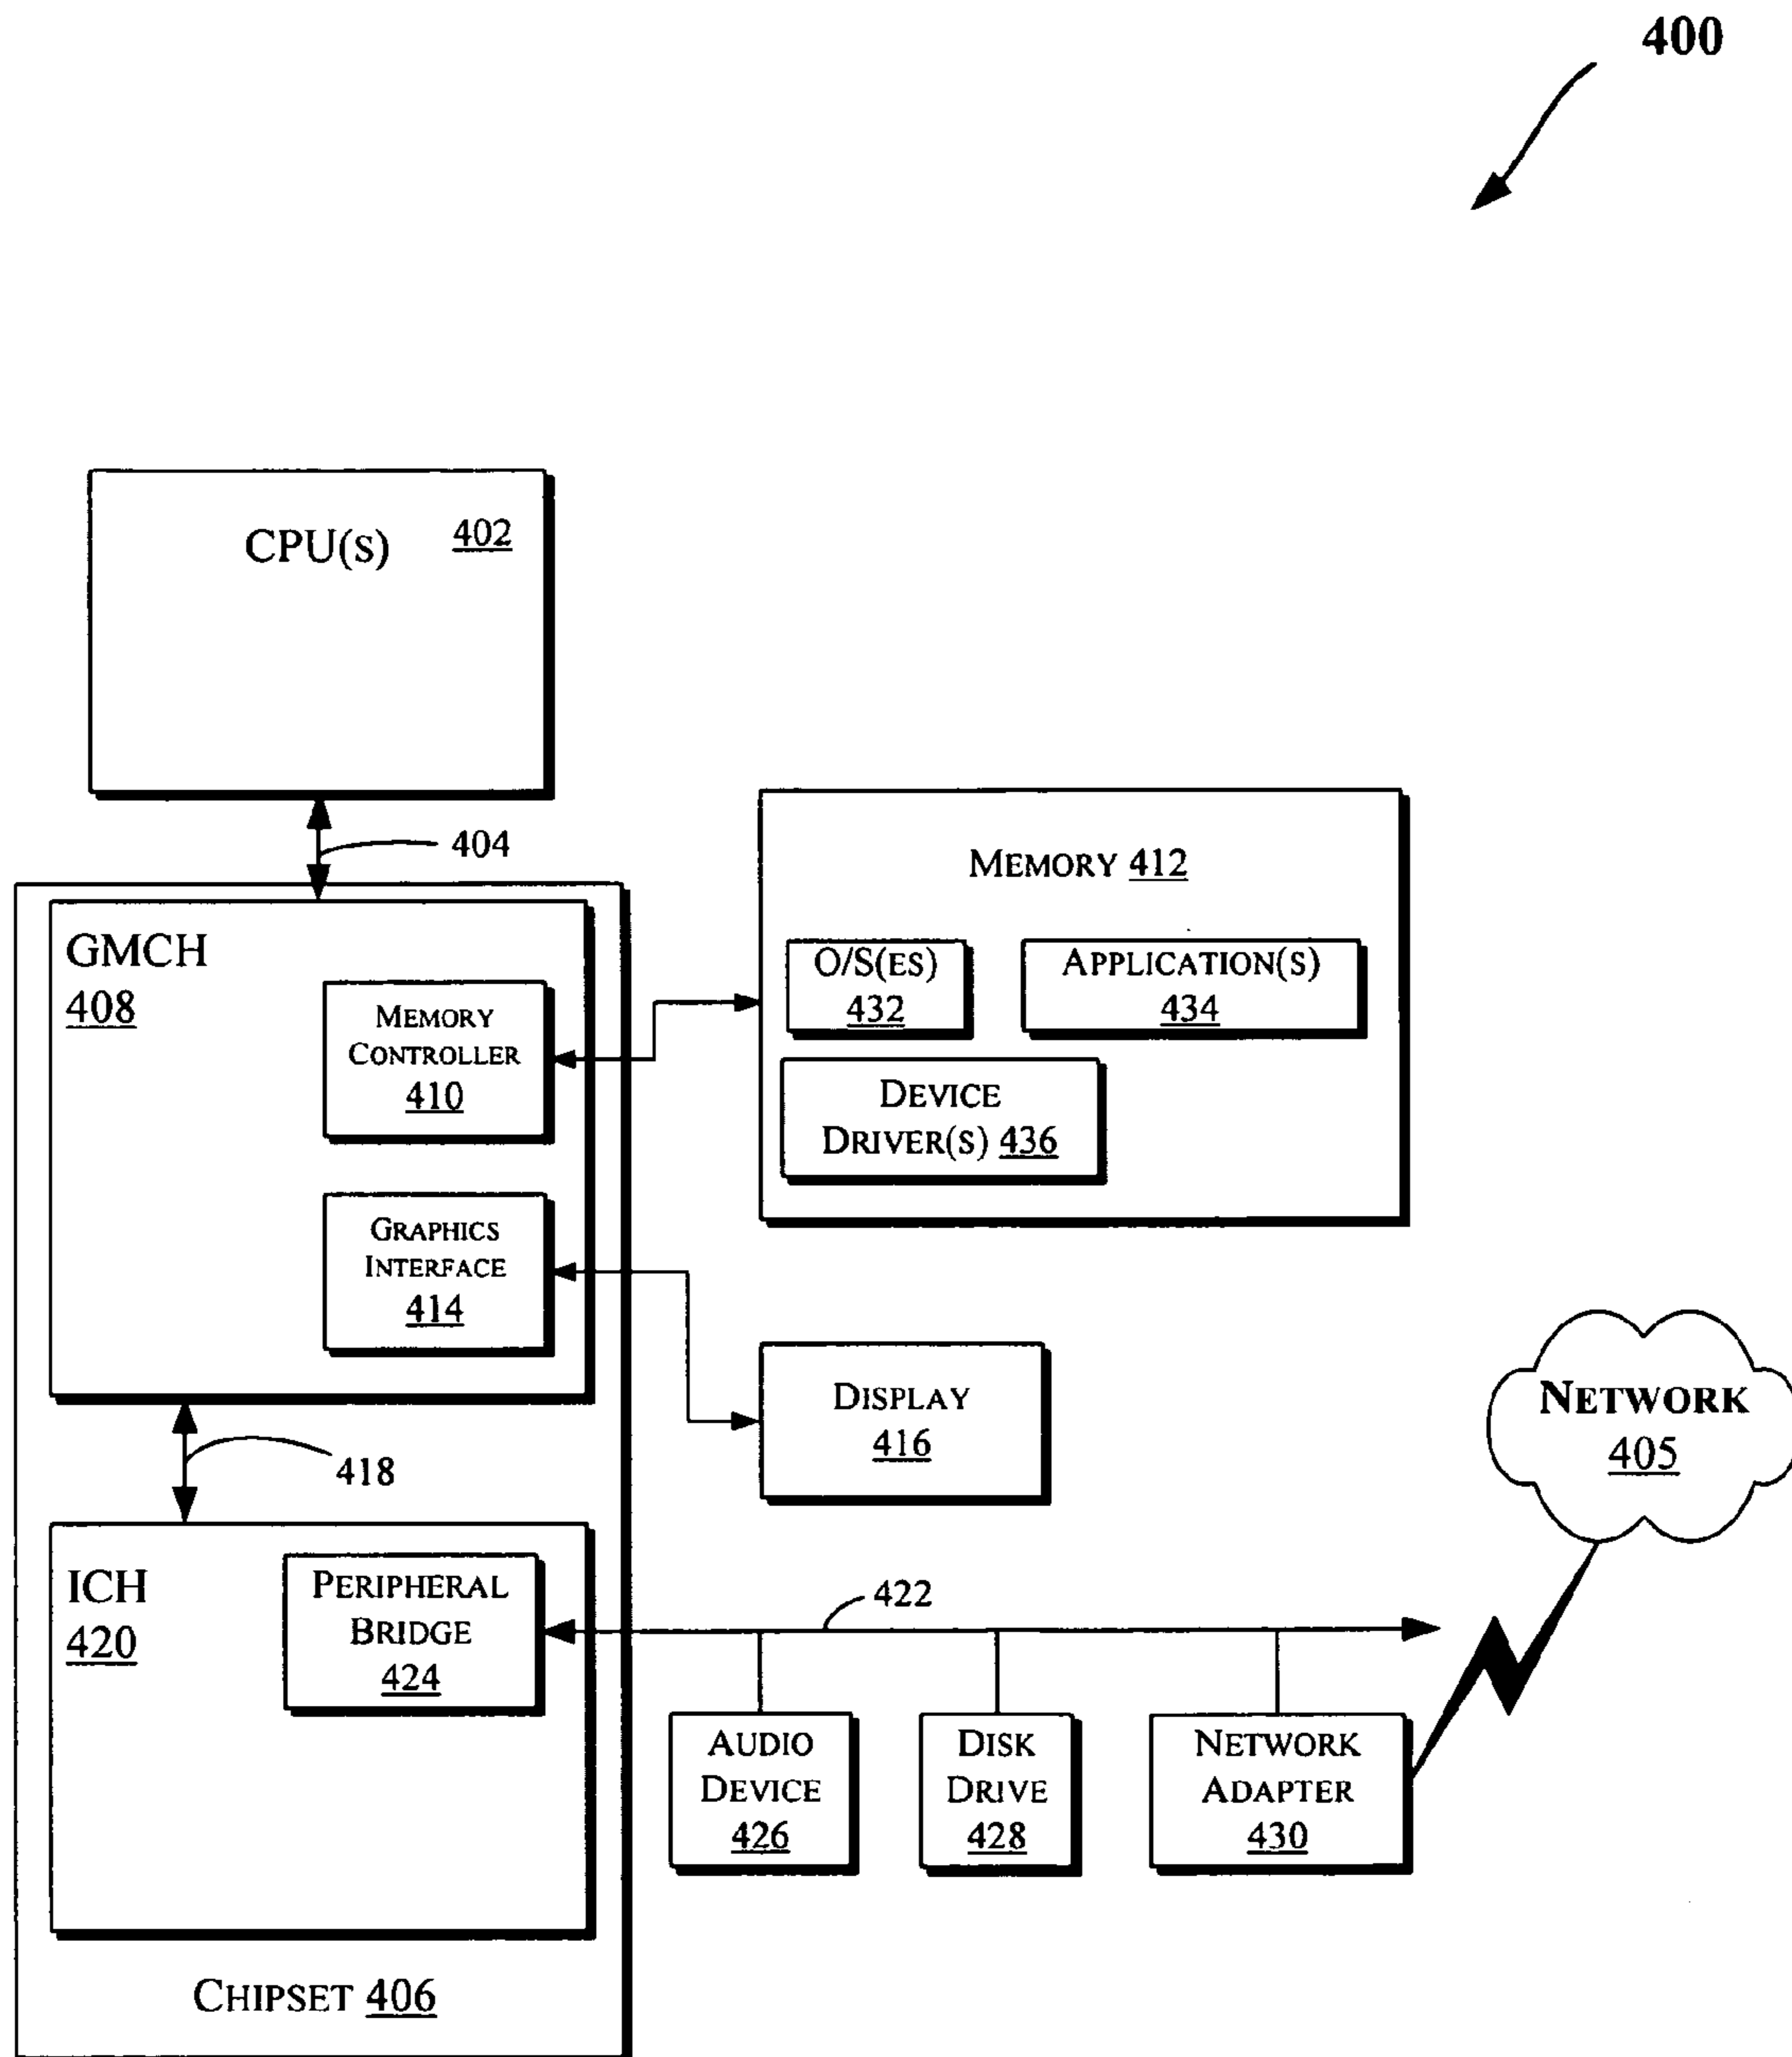 400
CPU(s) 402
404
GMCH
408
MEMORY
CONTROLLER
410
GRAPHICS
INTERFACE
414
MEMORY 412
O/S(ES)
432
APPLICATION(S)
434
DEVICE
DRIVER(S) 436
DISPLAY
416
NETWORK
405
418
ICH
420
PERIPHERAL
BRIDGE
424
422
AUDIO
DEVICE
426
DISK
DRIVE
428
NETWORK
ADAPTER
430
CHIPSET 406